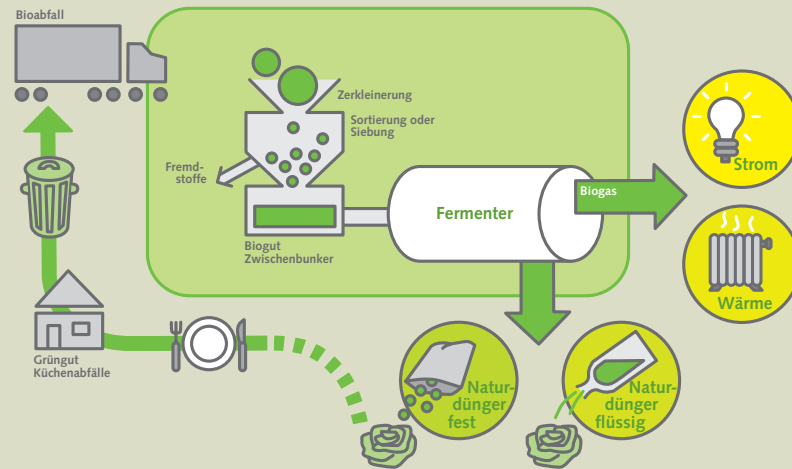 Bioabfall
Zerkleinerung
Sortierung oder
Siebung
Fremd-
stoffe
Biogut
Zwischenbunker
Fermenter
Biogas
Strom
Wärme
Grüngut
Küchenabfälle
Natur-
dünger
fest
Natur-
dünger
flüssig